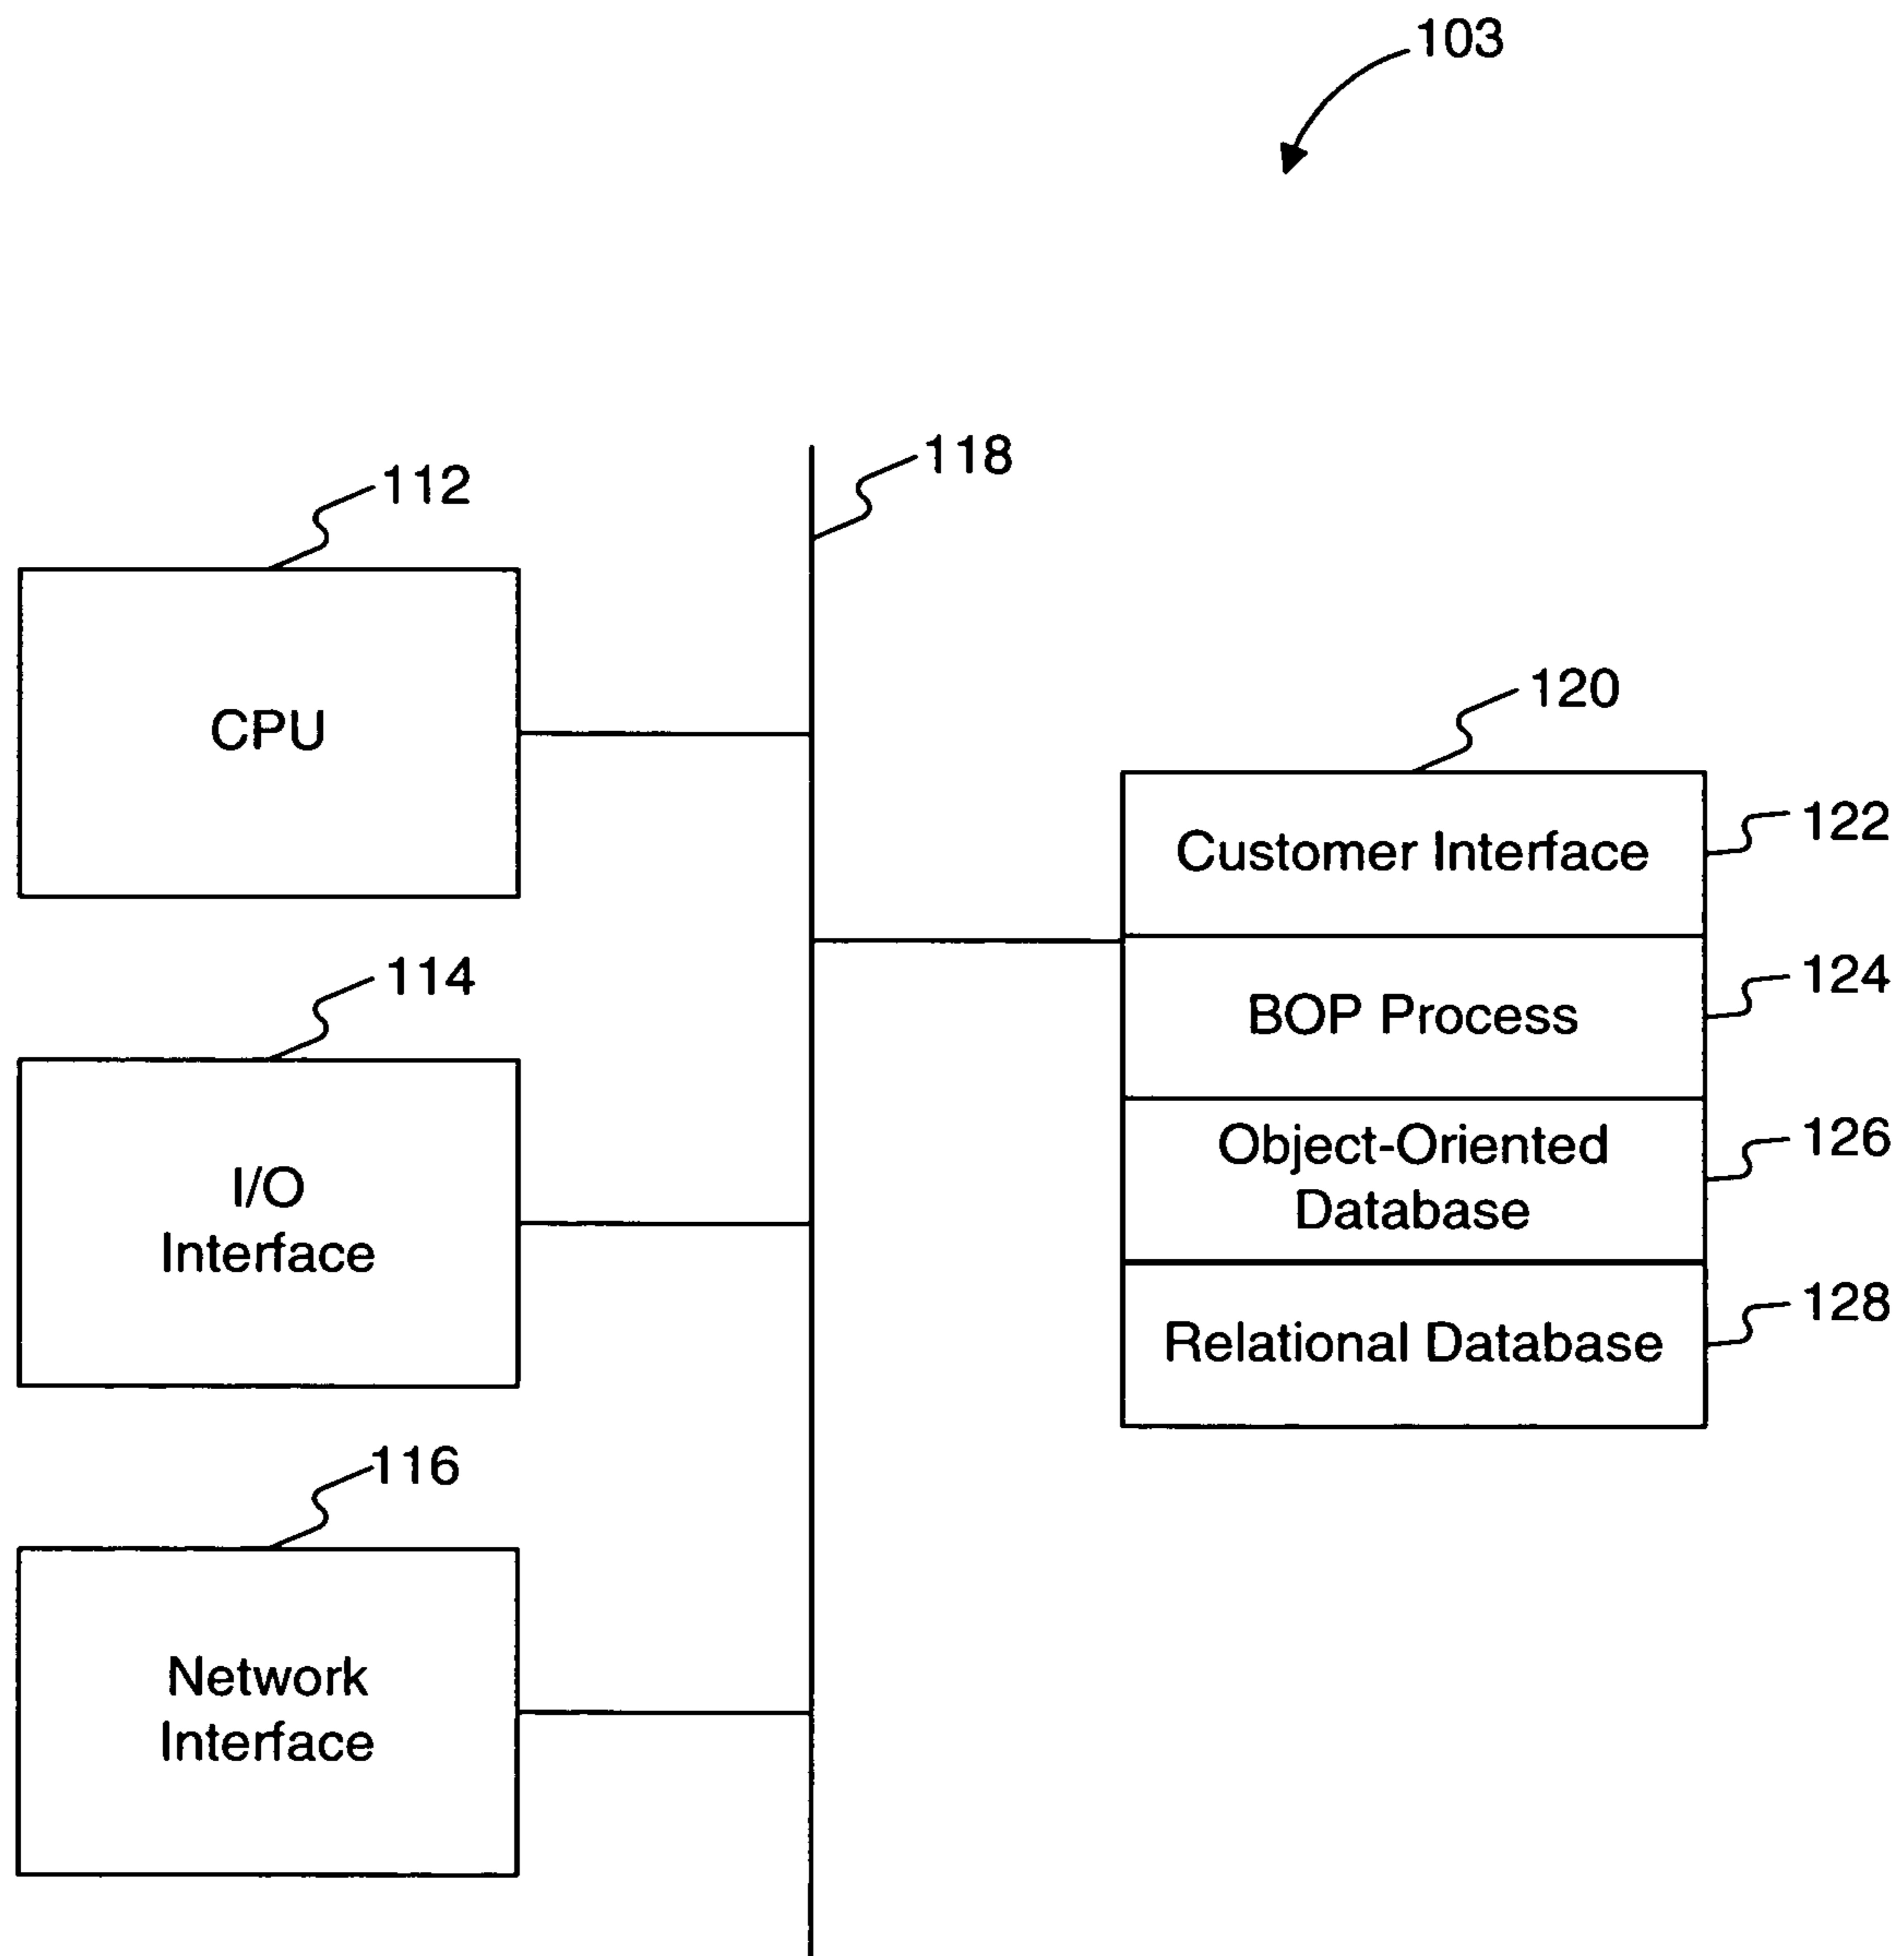 103
118
112
CPU
120
Customer Interface
122
BOP Process
124
114
Object-Oriented
Database
126
I/O
Interface
Relational Database
128
116
Network
Interface